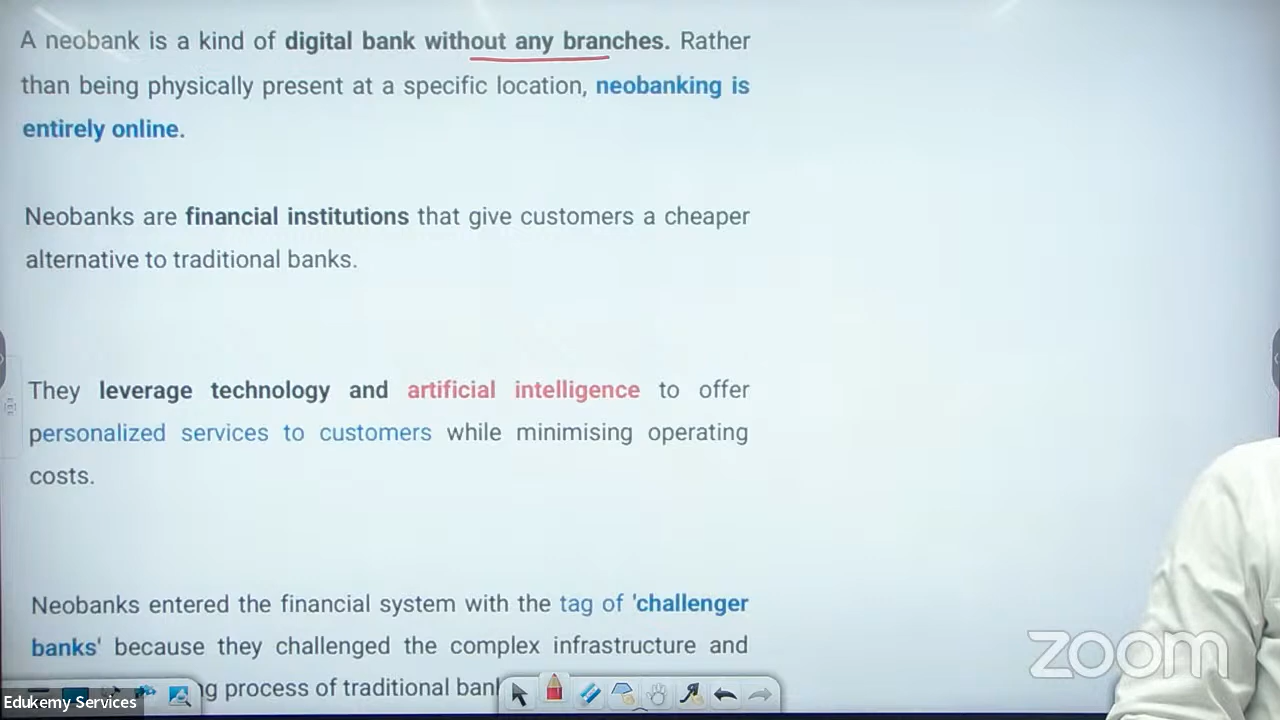 A neobank is a kind of digital bank without any branches. Rather
than being physically present at a specific location, neobanking is
entirely online.
Neobanks are financial institutions that give customers a cheaper
alternative to traditional banks.
They leverage technology and artificial intelligence to offer
personalized services to customers while minimising operating
costs.
Neobanks entered the financial system with the tag of 'challenger
banks' because they challenged the complex infrastructure and
process of traditional
zoom
Edukemy Services